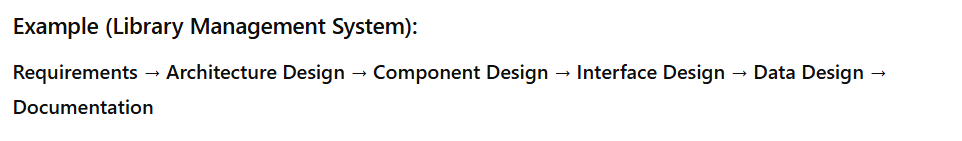 Example (Library Management System):
Requirements → Architecture Design → Component Design → Interface Design → Data Design →
Documentation